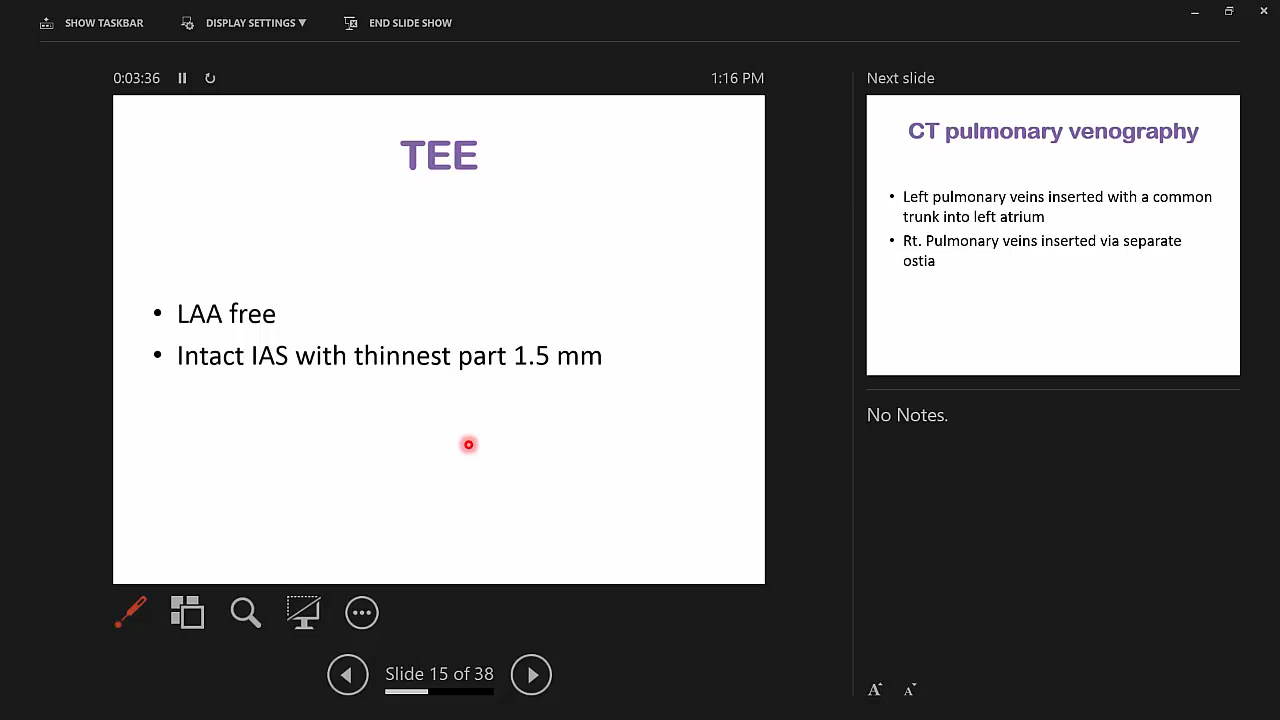 SHOW TASKBAR
DISPLAY SETTINGS ▼
END SLIDE SHOW
0:03:36
1:16 PM
TEE
• LAA free
• Intact IAS with thinnest part 1.5 mm
Slide 15 of 38
Next slide
CT pulmonary venography
• Left pulmonary veins inserted with a common
trunk into left atrium
• Rt. Pulmonary veins inserted via separate
ostia
No Notes.
A A